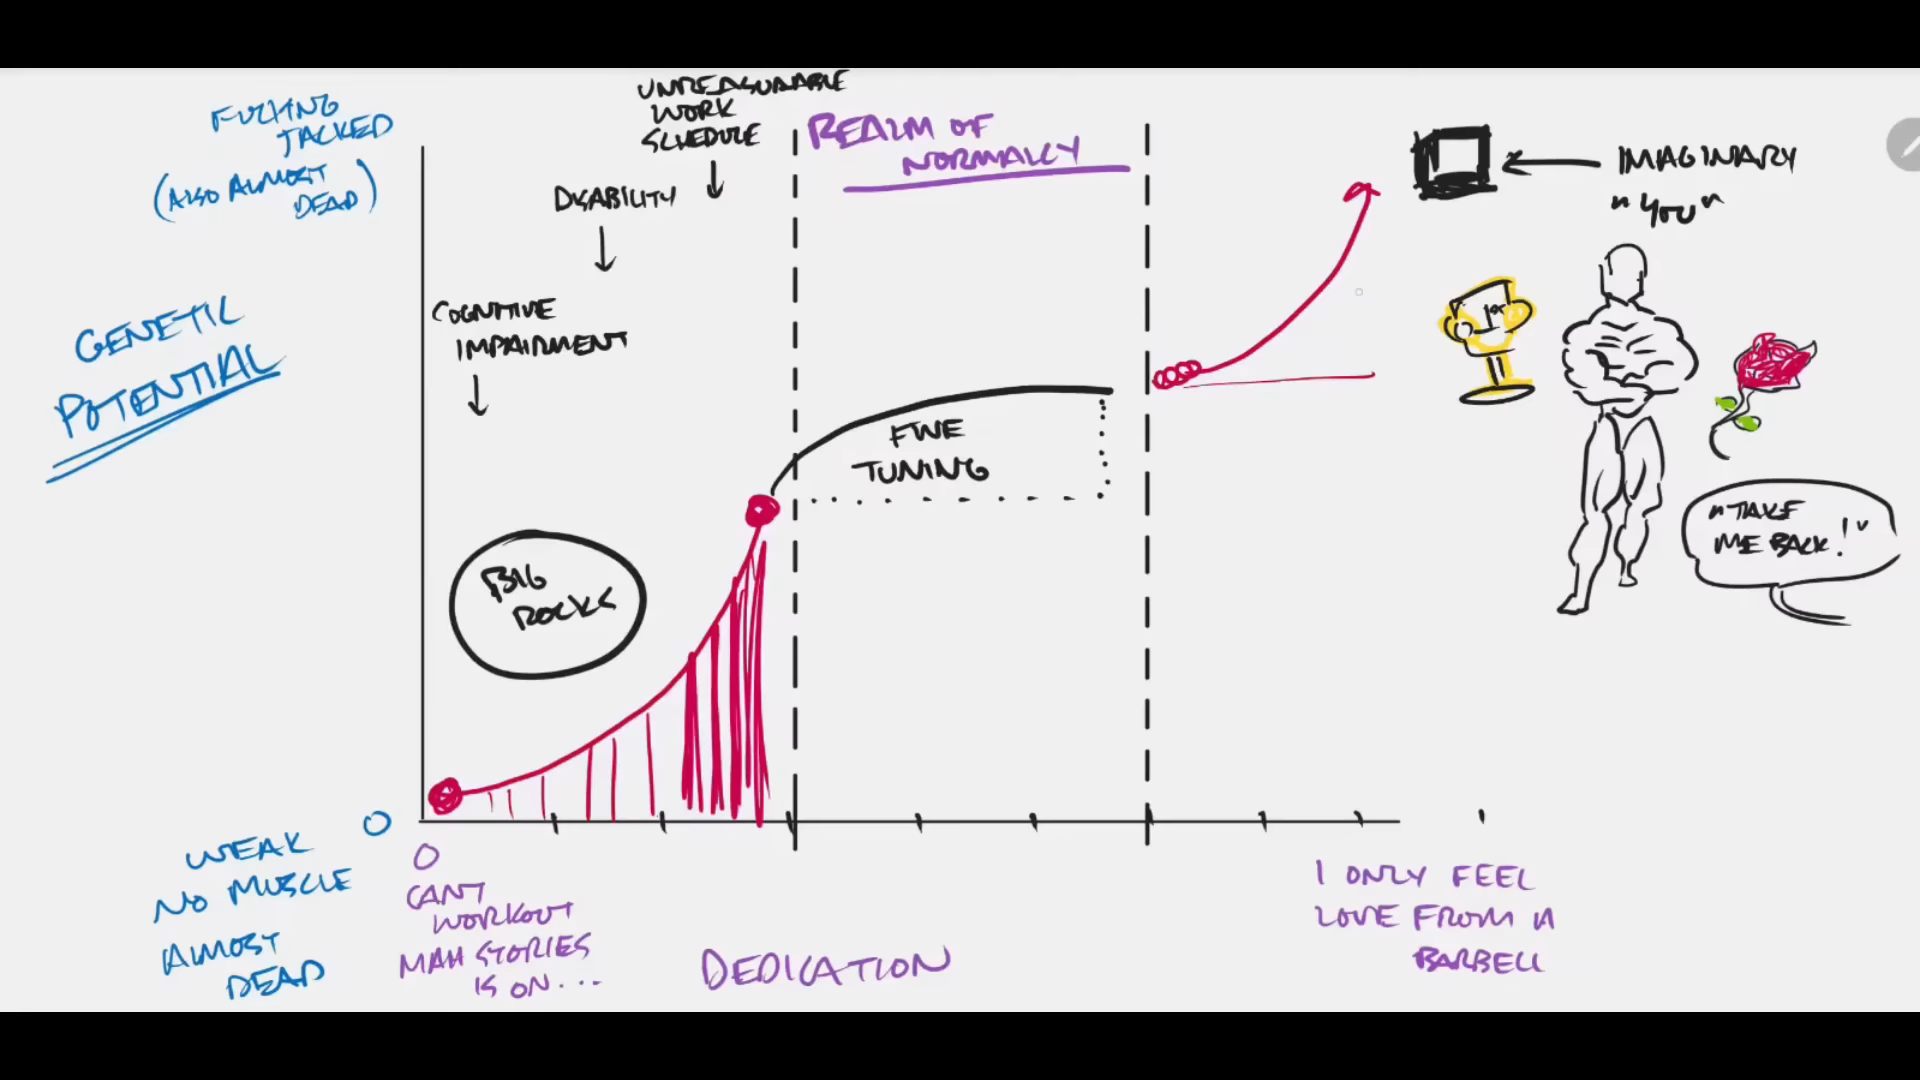 FUCKING
JACKED
(ALSO ALMOST
DEAD)
UNREASONABLE
WORK
SCHEDULE
DISABILITY
COGNITIVE
IMPAIRMENT
REALM OF
NORMALCY
IMAGINARY
"YOU"
1st
GENETIC
POTENTIAL
FINE
TUNING
BIG
ROCKS
"TAKE
ME BACK!"
0
WEAK
NO MUSCLE
ALMOST
DEAD
0
CANT
WORKOUT
MAH STORIES
IS ON...
DEDICATION
I ONLY FEEL
LOVE FROM A
BARBELL